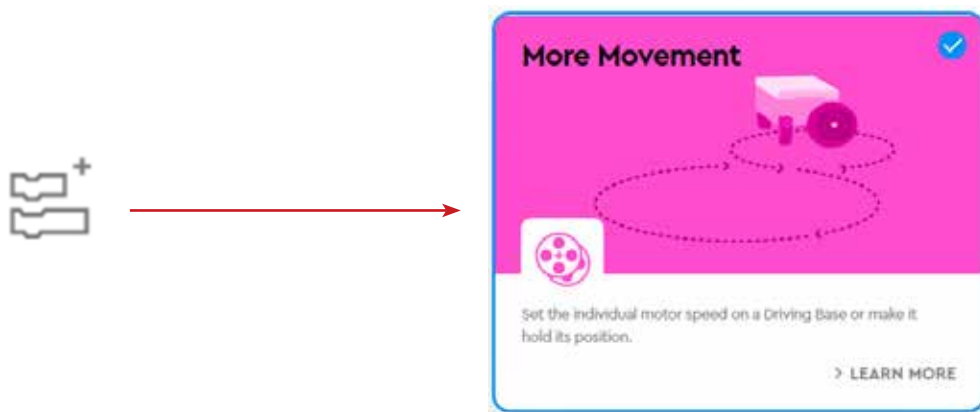 More Movement
Set the individual motor speed on a Driving Base or make it
hold its position.
> LEARN MORE